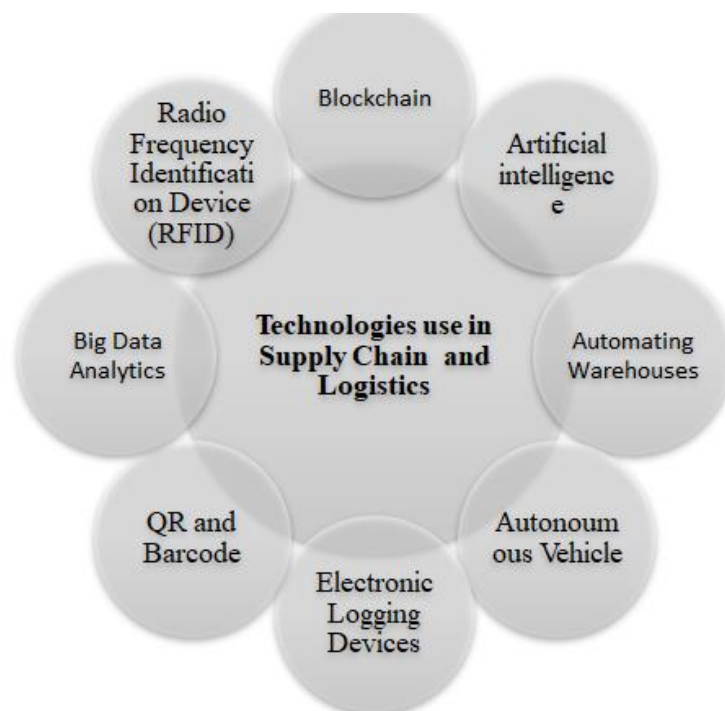 Blockchain
Artificial
intelligenc
e
Automating
Warehouses
Autonoum
ous Vehicle
Electronic
Logging
Devices
QR and
Barcode
Big Data
Analytics
Radio
Frequency
Identificati
on Device
(RFID)
Technologies use in
Supply Chain and
Logistics